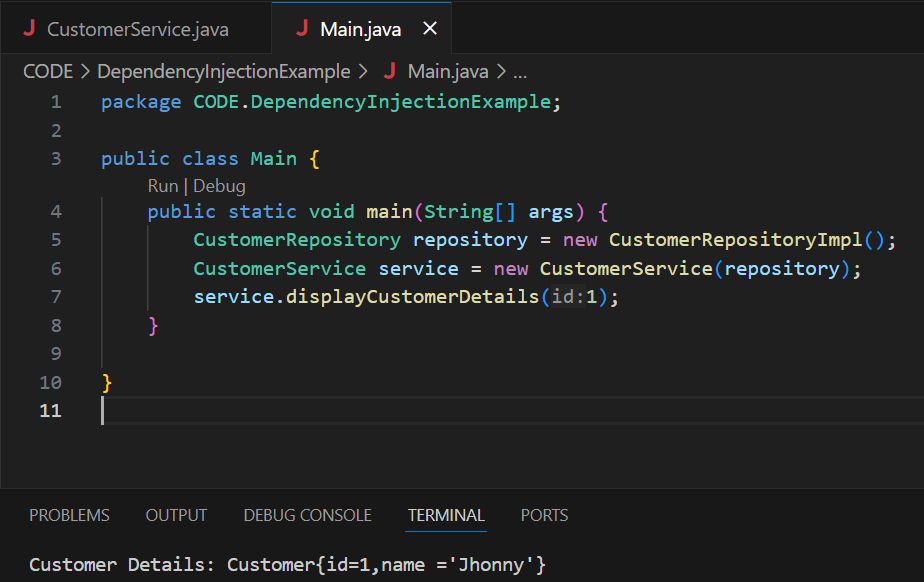 J CustomerService.java J Main.java ×
CODE > DependencyInjectionExample > J Main.java > ...
1 package CODE.DependencyInjectionExample;
2
3 public class Main {
Run | Debug
4 public static void main(String[] args) {
5 CustomerRepository repository = new CustomerRepositoryImpl();
6 CustomerService service = new CustomerService(repository);
7 service.displayCustomerDetails(id:1);
8 }
9
10 }
11
PROBLEMS OUTPUT DEBUG CONSOLE TERMINAL PORTS
Customer Details: Customer{id=1,name ='Jhonny'}